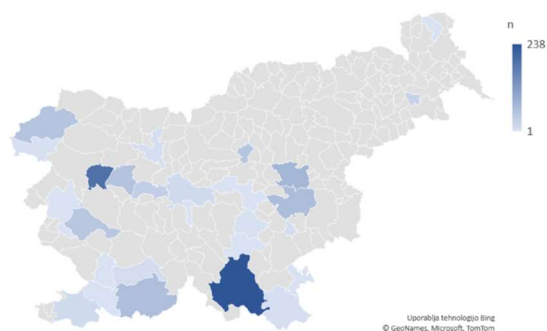 n
238
1
Uporablja tehnologijo Bing
© GeoNames, Microsoft, TomTom